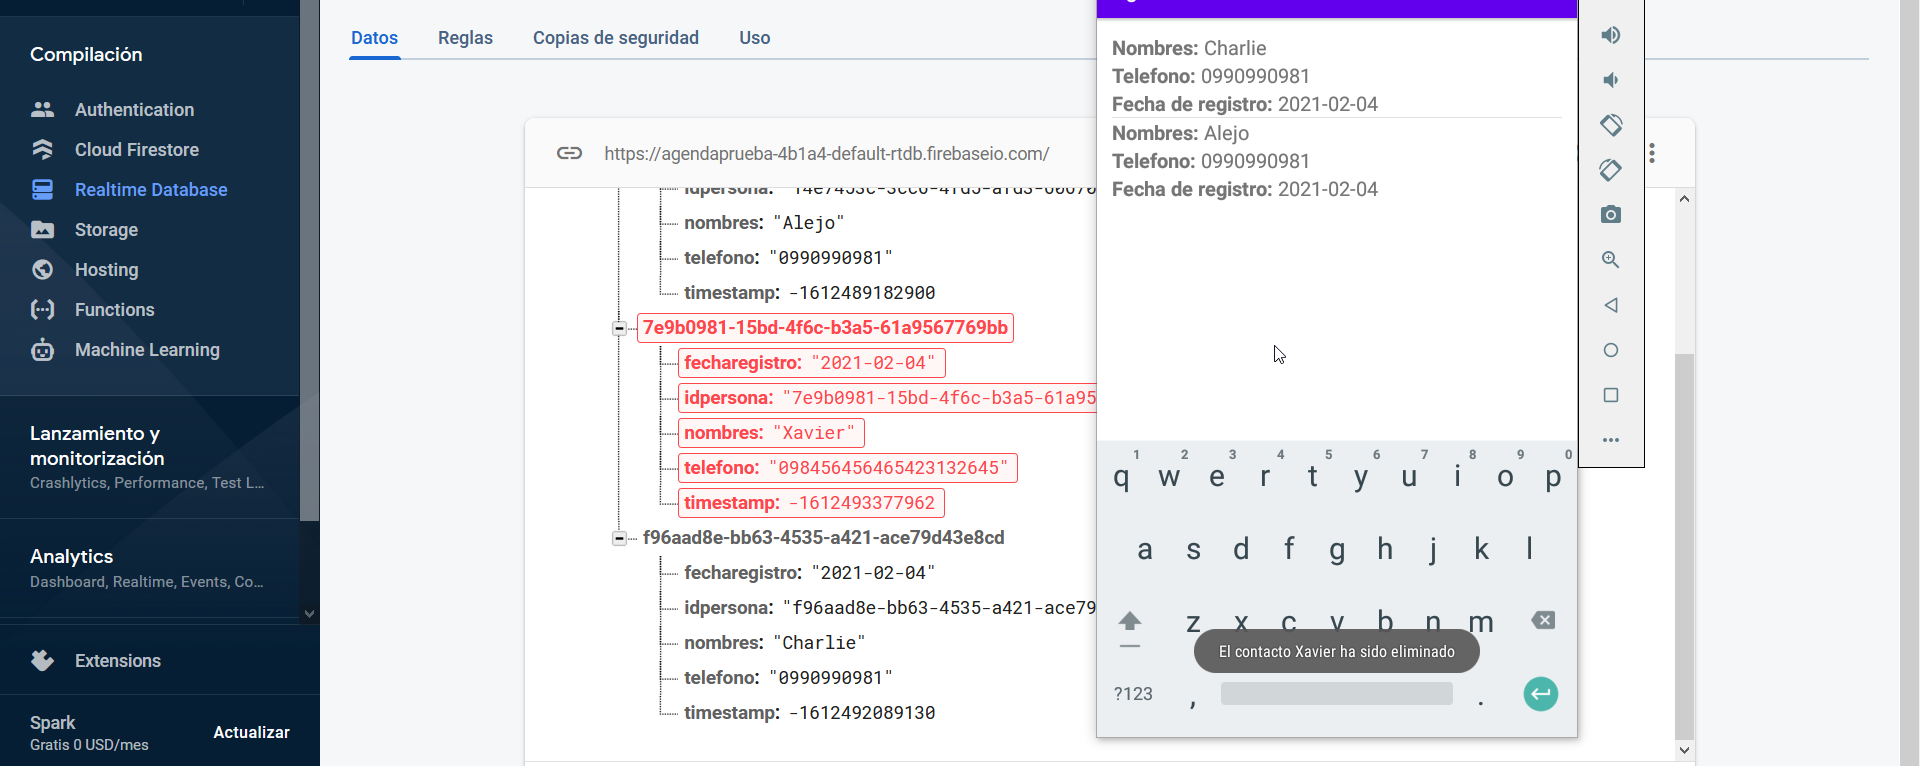 Compilación
Authentication
Cloud Firestore
Realtime Database
Storage
Hosting
Functions
Machine Learning
Lanzamiento y
monitorización
Crashlytics, Performance, Test L...
Analytics
Dashboard, Realtime, Events, Co...
Extensions
Spark
Gratis 0 USD/mes
Actualizar
Datos
Reglas
Copias de seguridad
Uso
https://agendaprueba-4b1a4-default-rtdb.firebaseio.com/
idpersona:
nombres: "Alejo"
telefono: "0990990981"
timestamp: -1612489182900
7e9b0981-15bd-4f6c-b3a5-61a9567769bb
fecharegistro: "2021-02-04"
idpersona: "7e9b0981-15bd-4f6c-b3a5-61a95
nombres: "Xavier"
telefono: "098456456465423132645"
timestamp: -1612493377962
f96aad8e-bb63-4535-a421-ace79d43e8cd
fecharegistro: "2021-02-04"
idpersona: "f96aad8e-bb63-4535-a421-ace79
nombres: "Charlie"
telefono: "0990990981"
timestamp: -1612492089130
Nombres: Charlie
Telefono: 0990990981
Fecha de registro: 2021-02-04
Nombres: Alejo
Telefono: 0990990981
Fecha de registro: 2021-02-04
1 2 3 4 5 6 7 8 9 0
q w e r t y u i o p
a s d f g h j k l
z x c v b n m
El contacto Xavier ha sido eliminado
?123 , .